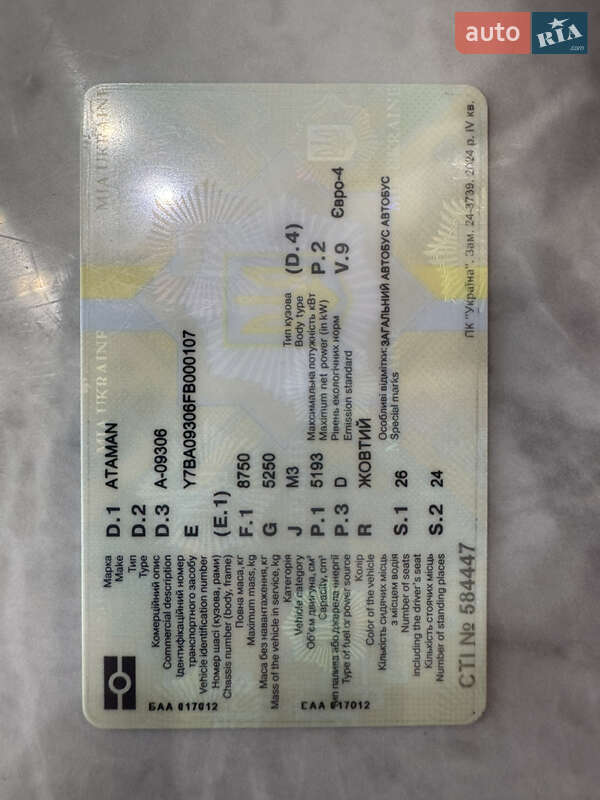 auto RIA .com
MIA UKRAINE
D.1 ATAMAN
Марка
Make
D.2
Тип
Type
D.3 A-09306
Комерційний опис
Commercial description
E Y7BA09306FB000107
Ідентифікаційний номер
транспортного засобу
Vehicle identification number
(E.1)
Номер шасі (кузова, рами)
Chassis number (body, frame)
F.1 8750
Повна маса, кг
Maximum mass, kg
G 5250
Маса без навантаження, кг
Mass of the vehicle in service, kg
J M3
Категорія
Vehicle category
Тип кузова (D.4)
Body type
P.1 5193
Об'єм двигуна, см³
Capacity, cm³
Максимальна потужність кВт P.2
Maximum net power (in kW)
P.3 D
Тип палива або джерела енергії
Type of fuel or power source
Рівень екологічних норм V.9 Євро-4
Emission standard
R ЖОВТИЙ
Колір
Color of the vehicle
Особливі відмітки: ЗАГАЛЬНИЙ АВТОБУС АВТОБУС
Special marks
S.1 26
Кількість сидячих місць
з місцем водія
Number of seats
including the driver's seat
S.2 24
Кількість стоячих місць
Number of standing places
СТІ № 584447
ПК "Україна". Зам. 24-3739. 2024 р. IV кв.
БАА 017012
ЕАА 017012